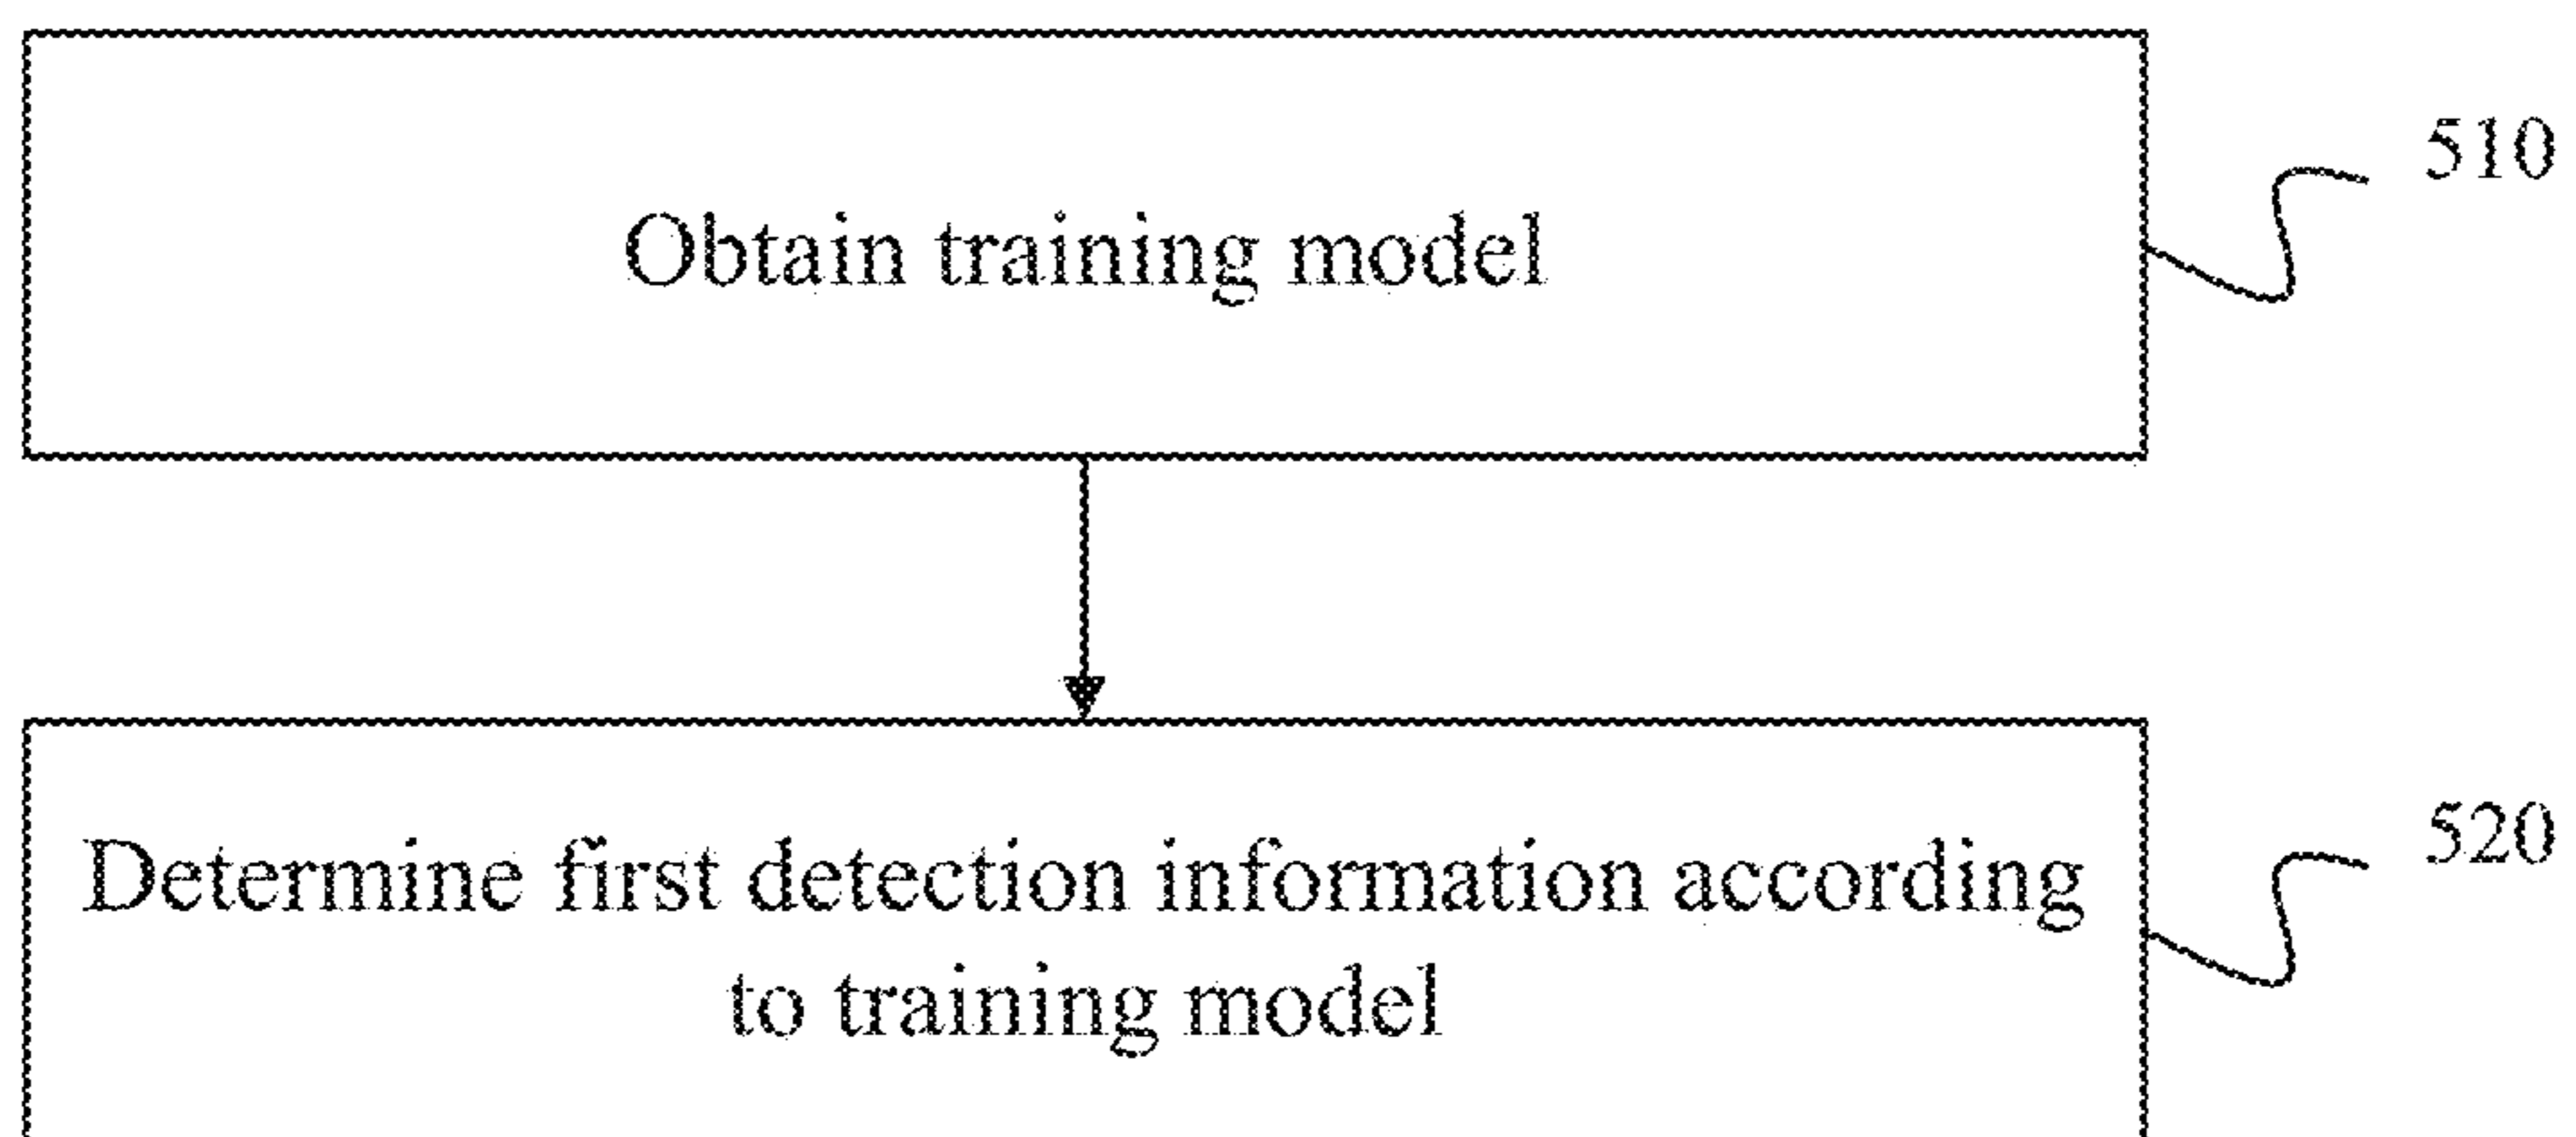 510
Obtain training model
520
Determine first detection information according
to training model